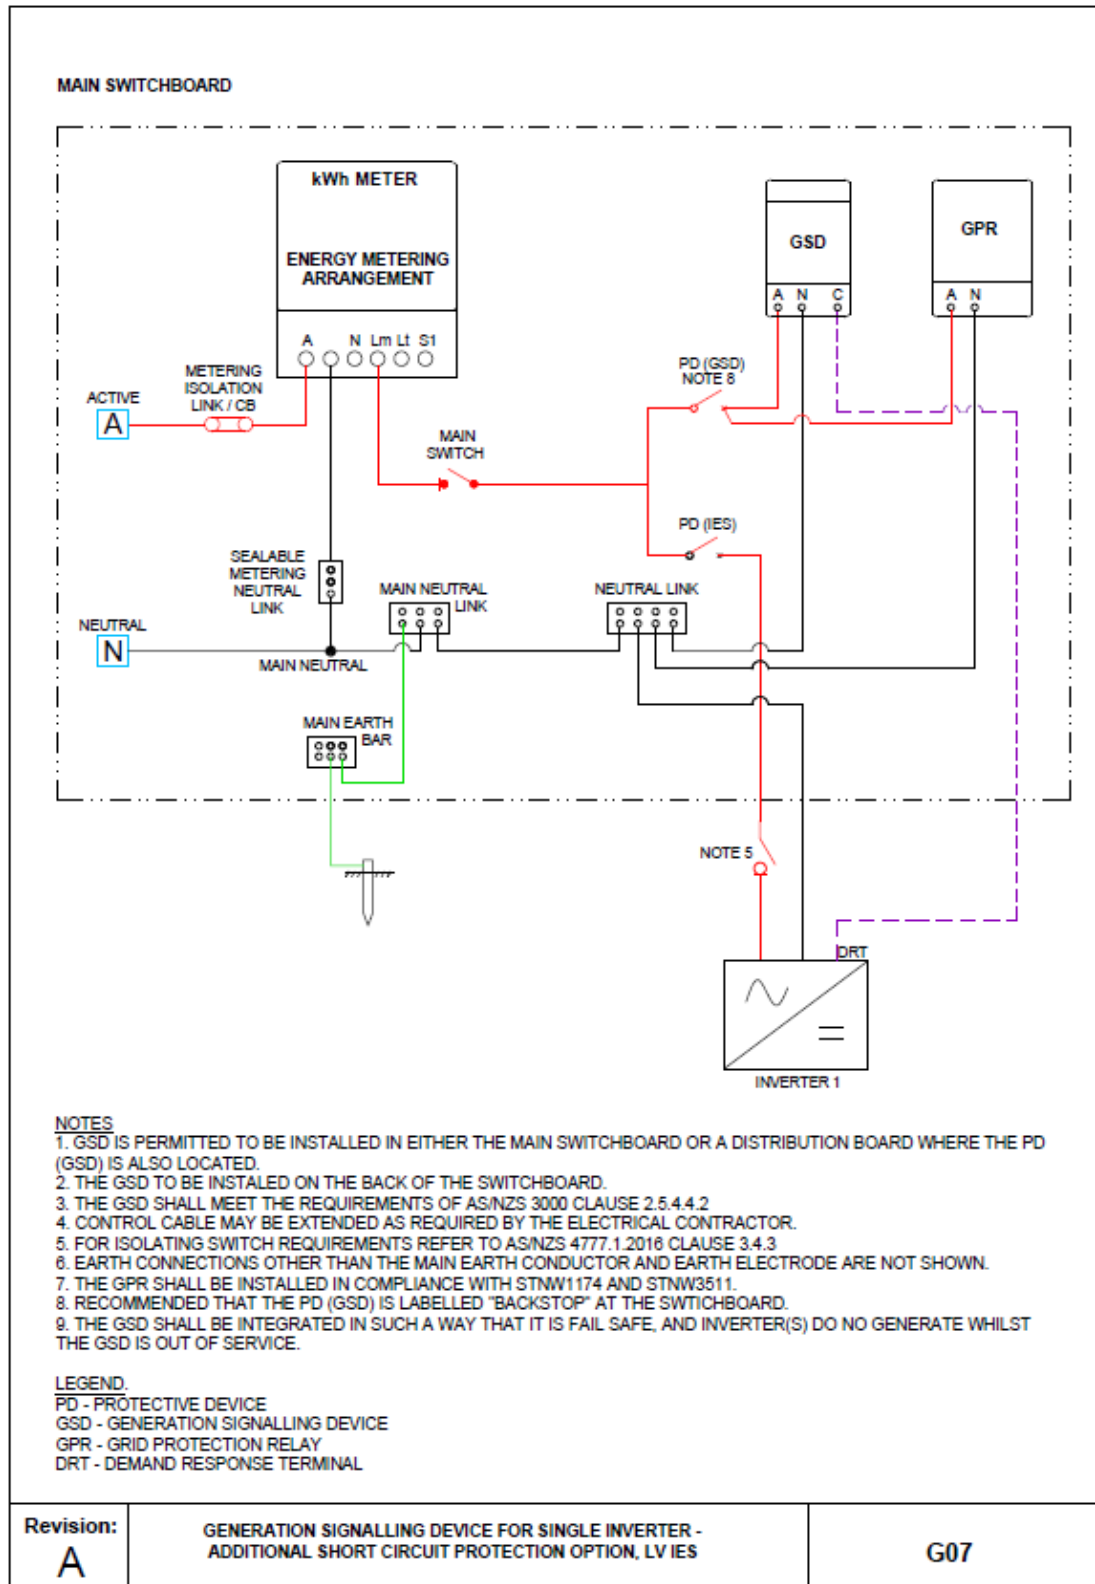 MAIN SWITCHBOARD
kWh METER
ENERGY METERING
ARRANGEMENT
A
N
Lm
Lt
S1
GSD
A
N
C
GPR
A
N
METERING
ISOLATION
LINK / CB
ACTIVE
A
PD (GSD)
NOTE 8
MAIN
SWITCH
PD (IES)
SEALABLE
METERING
NEUTRAL
LINK
MAIN NEUTRAL
LINK
NEUTRAL LINK
NEUTRAL
N
MAIN NEUTRAL
MAIN EARTH
BAR
NOTE 5
DRT
INVERTER 1
NOTES
1. GSD IS PERMITTED TO BE INSTALLED IN EITHER THE MAIN SWITCHBOARD OR A DISTRIBUTION BOARD WHERE THE PD
(GSD) IS ALSO LOCATED.
2. THE GSD TO BE INSTALED ON THE BACK OF THE SWITCHBOARD.
3. THE GSD SHALL MEET THE REQUIREMENTS OF AS/NZS 3000 CLAUSE 2.5.4.4.2
4. CONTROL CABLE MAY BE EXTENDED AS REQUIRED BY THE ELECTRICAL CONTRACTOR.
5. FOR ISOLATING SWITCH REQUIREMENTS REFER TO AS/NZS 4777.1.2016 CLAUSE 3.4.3
6. EARTH CONNECTIONS OTHER THAN THE MAIN EARTH CONDUCTOR AND EARTH ELECTRODE ARE NOT SHOWN.
7. THE GPR SHALL BE INSTALLED IN COMPLIANCE WITH STNW1174 AND STNW3511.
8. RECOMMENDED THAT THE PD (GSD) IS LABELLED "BACKSTOP" AT THE SWTICHBOARD.
9. THE GSD SHALL BE INTEGRATED IN SUCH A WAY THAT IT IS FAIL SAFE, AND INVERTER(S) DO NO GENERATE WHILST
THE GSD IS OUT OF SERVICE.
LEGEND.
PD - PROTECTIVE DEVICE
GSD - GENERATION SIGNALLING DEVICE
GPR - GRID PROTECTION RELAY
DRT - DEMAND RESPONSE TERMINAL
Revision:
A
GENERATION SIGNALLING DEVICE FOR SINGLE INVERTER -
ADDITIONAL SHORT CIRCUIT PROTECTION OPTION, LV IES
G07